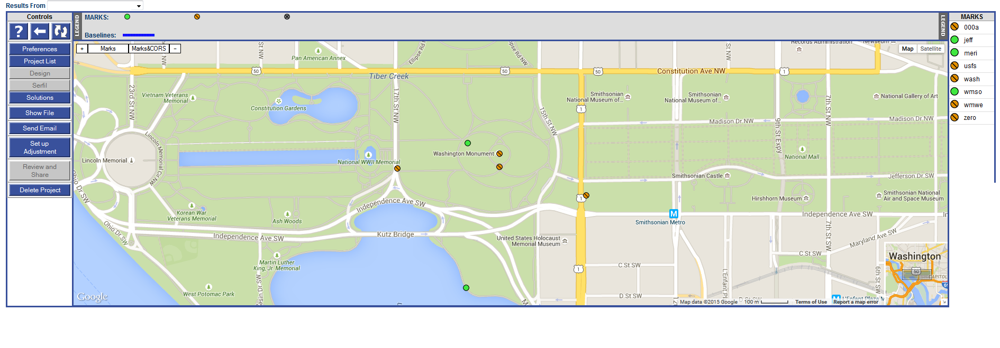 Results From
Controls
LEGEND
MARKS:
Baselines:
LEGEND
MARKS
?
Preferences
Project List
Design
Serfil
Solutions
Show File
Send Email
Set up
Adjustment
Review and
Share
Delete Project
000a
jeff
meri
usfs
wash
wmso
wmwe
zero
+
Marks
Marks&CORS
−
Map
Satellite
St NW
Pan American Annex
Ellipse Rd NW
St NW
Records Administration
Newseum
50
50
50
Constitution Ave NW
1
Tiber Creek
23rd St NW
Vietnam Veterans
Memorial
Constitution Gardens
17th St NW
15th St NW
Smithsonian
National Museum of...
Smithsonian
National Museum of...
National Gallery of Art
7th St NW
1
Madison Dr NW
Madison Dr NW
9th St Expy
Lincoln Memorial Cir NW
Lincoln Memorial
National WWII Memorial
Washington Monument
National Mall
Smithsonian Castle
Jefferson Dr SW
Ohio Dr SW
Independence Ave SW
1
Hirshhorn Museum
Smithsonian National
Air and Space Museum
Korean War
Veterans Memorial
Ash Woods
M
Smithsonian Metro
Independence Ave SW
Ohio Dr SW
Independence Ave SW
Kutz Bridge
United States Holocaust
Memorial Museum
7th St SW
Maryland Ave SW
Martin Luther
King, Jr. Memorial
1
C St SW
C St SW
L'Enfant Pl
6th St SW
West Potomac Park
D St SW
D St SW
L'Enfant Plaza M
Washington
50
CAPITOL
Google
Map data ©2015 Google
100 m
Terms of Use
Report a map error